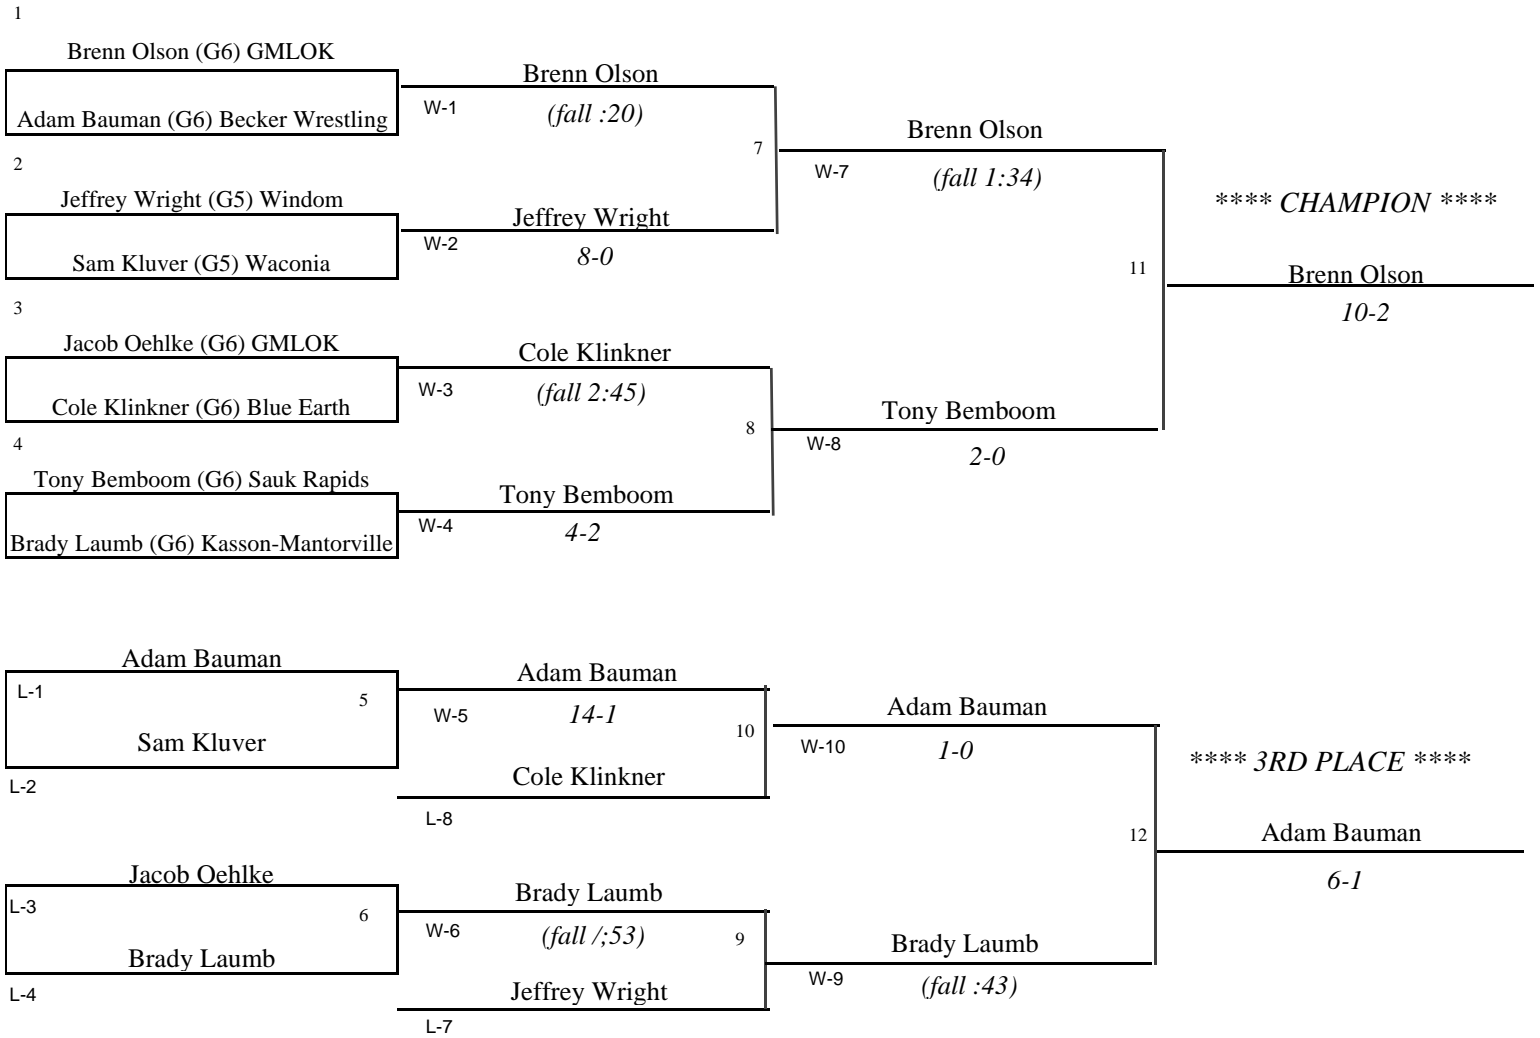 1
Brenn Olson (G6) GMLOK
Brenn Olson
W-1
(fall :20)
Adam Bauman (G6) Becker Wrestling
Brenn Olson
7
2
W-7
(fall 1:34)
Jeffrey Wright (G5) Windom
**** CHAMPION ****
Jeffrey Wright
W-2
8-0
Sam Kluver (G5) Waconia
11
Brenn Olson
3
10-2
Jacob Oehlke (G6) GMLOK
Cole Klinkner
W-3
(fall 2:45)
Cole Klinkner (G6) Blue Earth
Tony Bemboom
8
4
W-8
2-0
Tony Bemboom (G6) Sauk Rapids
Tony Bemboom
W-4
4-2
Brady Laumb (G6) Kasson-Mantorville
Adam Bauman
Adam Bauman
L-1
5
W-5
14-1
Adam Bauman
10
Sam Kluver
W-10
1-0
**** 3RD PLACE ****
Cole Klinkner
L-2
L-8
12
Adam Bauman
Jacob Oehlke
6-1
Brady Laumb
L-3
6
W-6
(fall /;53)
9
Brady Laumb
Brady Laumb
W-9
(fall :43)
Jeffrey Wright
L-4
L-7